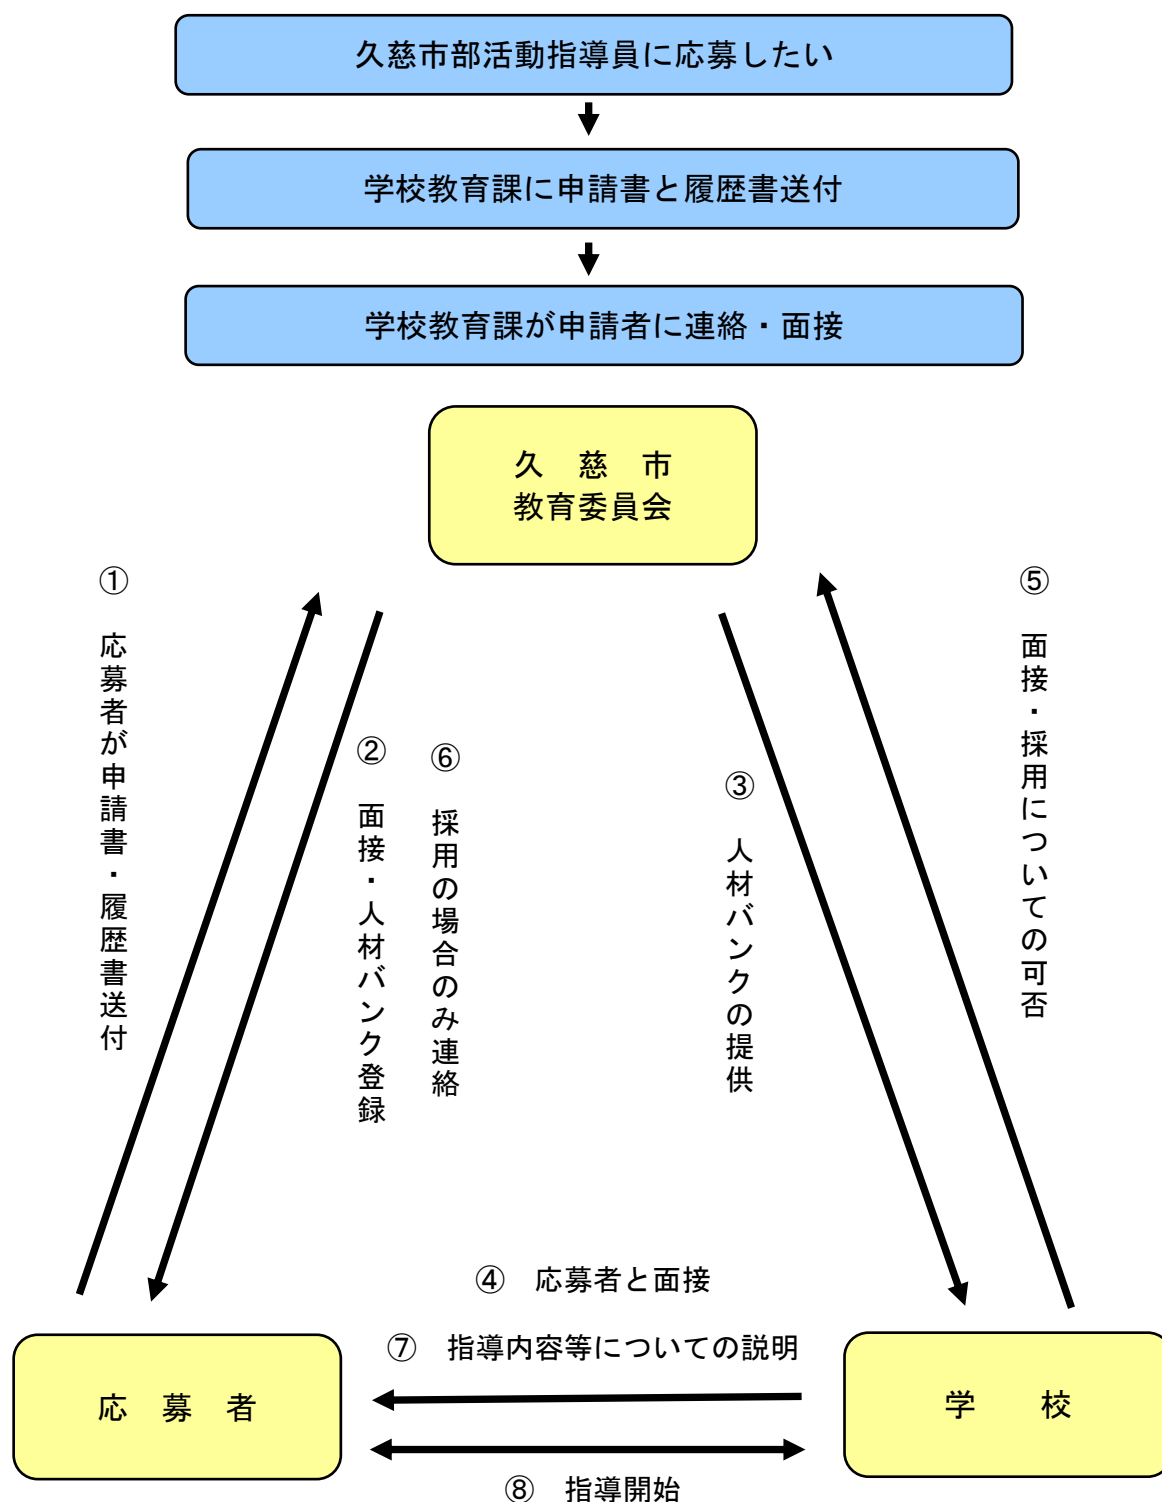 久慈市部活動指導員に応募したい
学校教育課に申請書と履歴書送付
学校教育課が申請者に連絡・面接
久　慈　市
教育委員会
① 応募者が申請書・履歴書送付
② 面接・人材バンク登録
⑥ 採用の場合のみ連絡
③ 人材バンクの提供
⑤ 面接・採用についての可否
④　応募者と面接
⑦　指導内容等についての説明
応　募　者
学　　校
⑧　指導開始